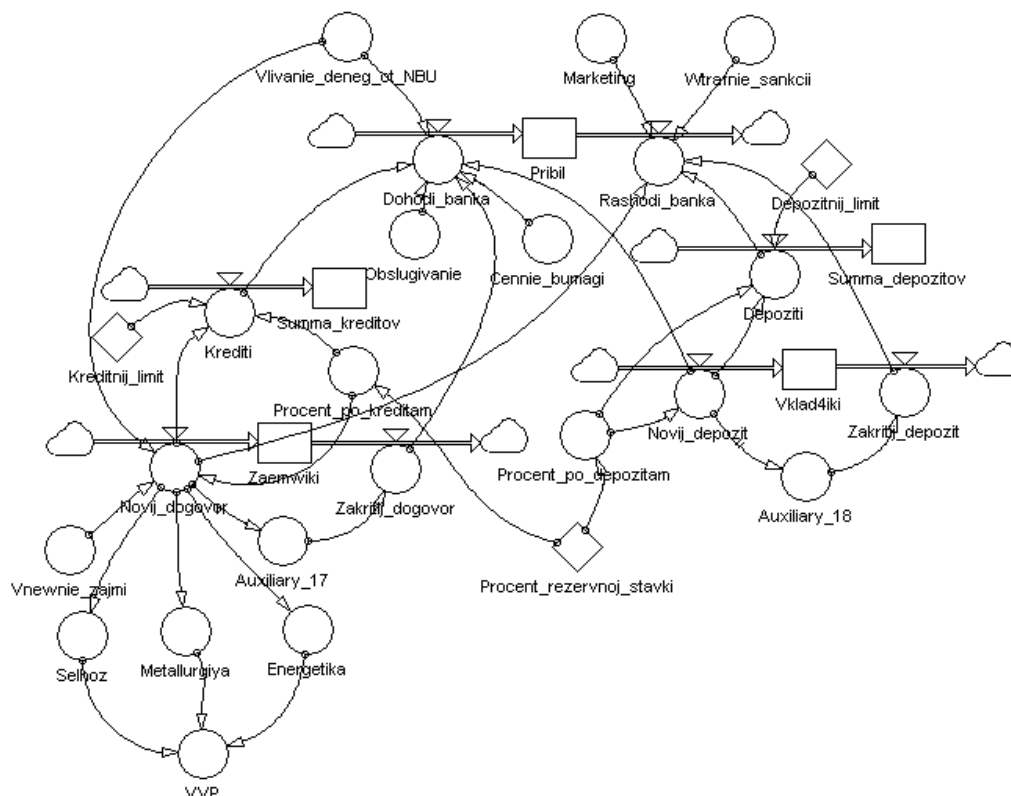 Vlivanie_deneg_ot_NBU
Marketing
Wtrafnie_sankcii
Pribil
Dohodi_banka
Rashodi_banka
Depozitnij_limit
Obslugivanie
Cennie_bumagi
Summa_depozitov
Summa_kreditov
Krediti
Depoziti
Kreditnij_limit
Procent_po_kreditam
Vklad4iki
Novij_depozit
Zakritij_depozit
Zaemwiki
Procent_po_depozitam
Novij_dogovor
Zakritij_dogovor
Auxiliary_18
Vnewnie_zajmi
Auxiliary_17
Procent_rezervnoj_stavki
Selhoz
Metallurgiya
Energetika
VVP